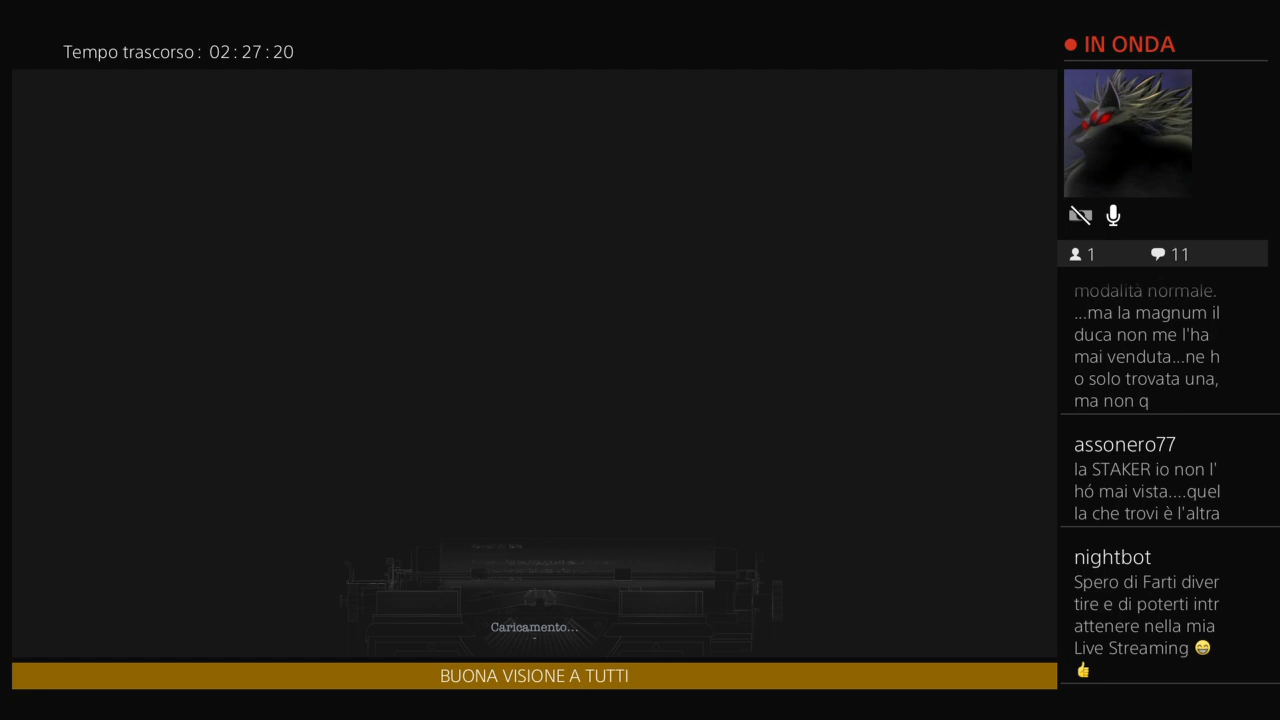 Tempo trascorso: 02:27:20
IN ONDA
1 11
modalità normale.
...ma la magnum il
duca non me l'ha
mai venduta...ne h
o solo trovata una,
ma non q
assonero77
la STAKER io non l'
hó mai vista....quel
la che trovi è l'altra
nightbot
Spero di Farti diver
tire e di poterti intr
attenere nella mia
Live Streaming 😁
👍
Caricamento...
BUONA VISIONE A TUTTI